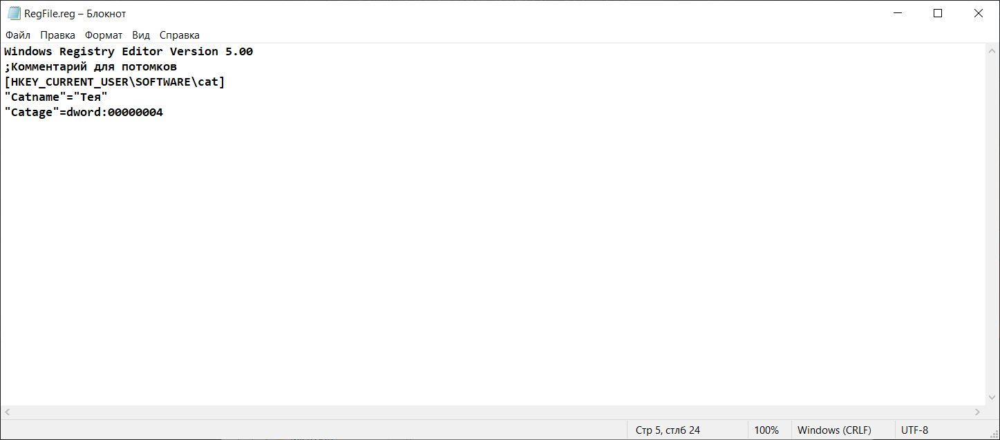 RegFile.reg – Блокнот
Файл Правка Формат Вид Справка
Windows Registry Editor Version 5.00
;Комментарий для потомков
[HKEY_CURRENT_USER\SOFTWARE\cat]
"Catname"="Тея"
"Catage"=dword:00000004
Стр 5, стлб 24 100% Windows (CRLF) UTF-8